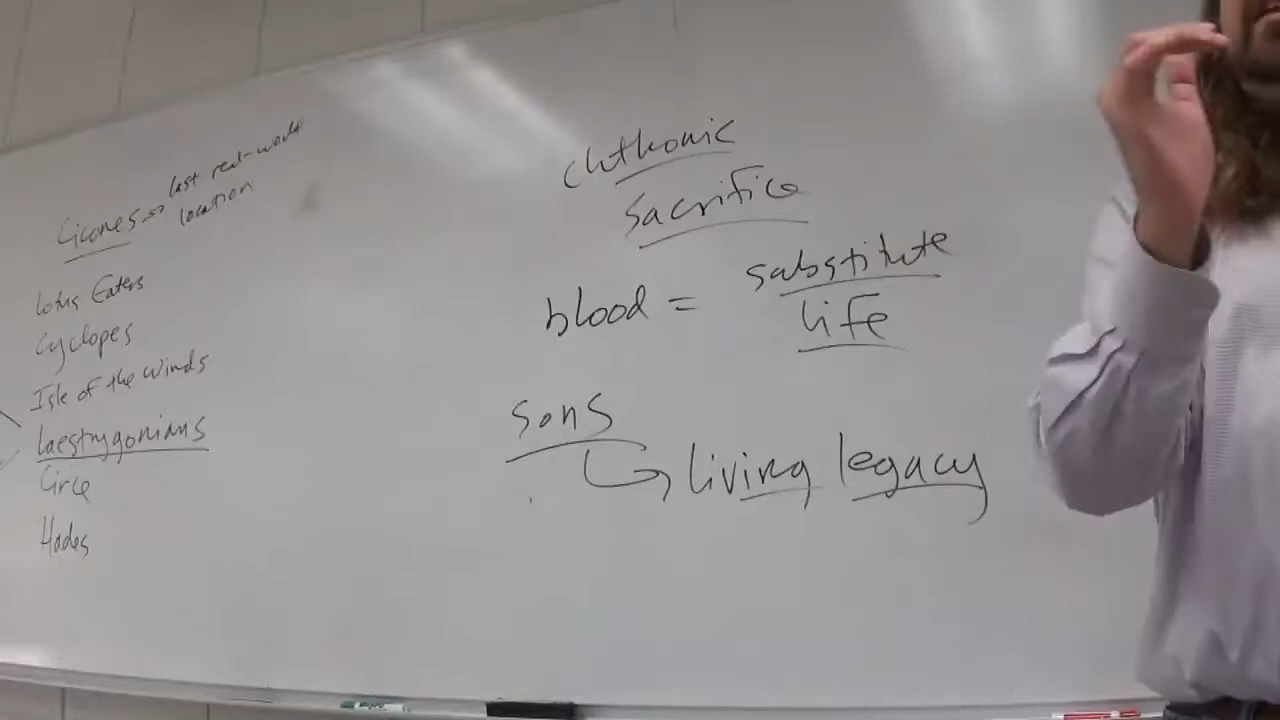 Cicones → last real-world
location
Lotus Eaters
Cyclopes
Isle of the Winds
Laestrygonians
Circe
Hades
chthonic
sacrifice
blood = substitute
life
sons
living legacy